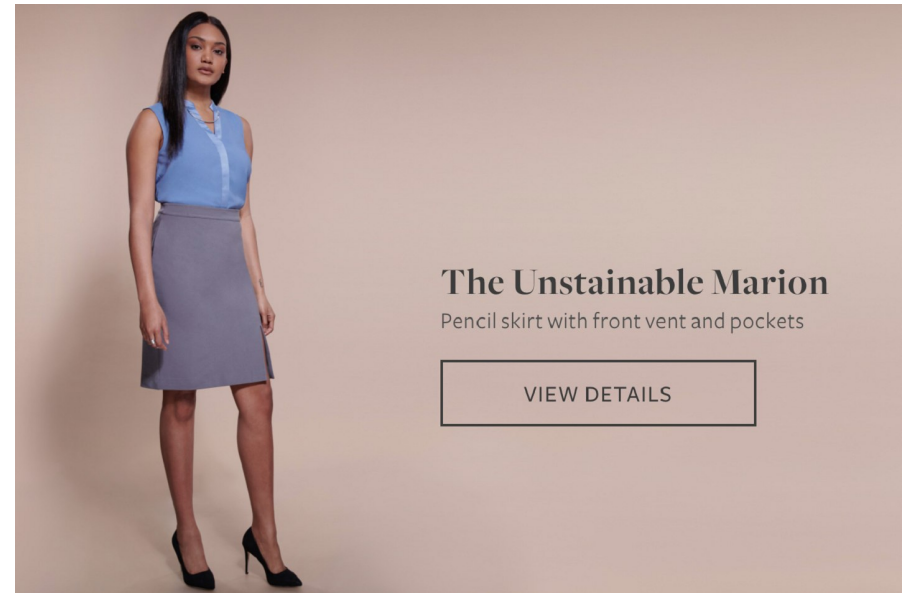 The Unstainable Marion
Pencil skirt with front vent and pockets
VIEW DETAILS